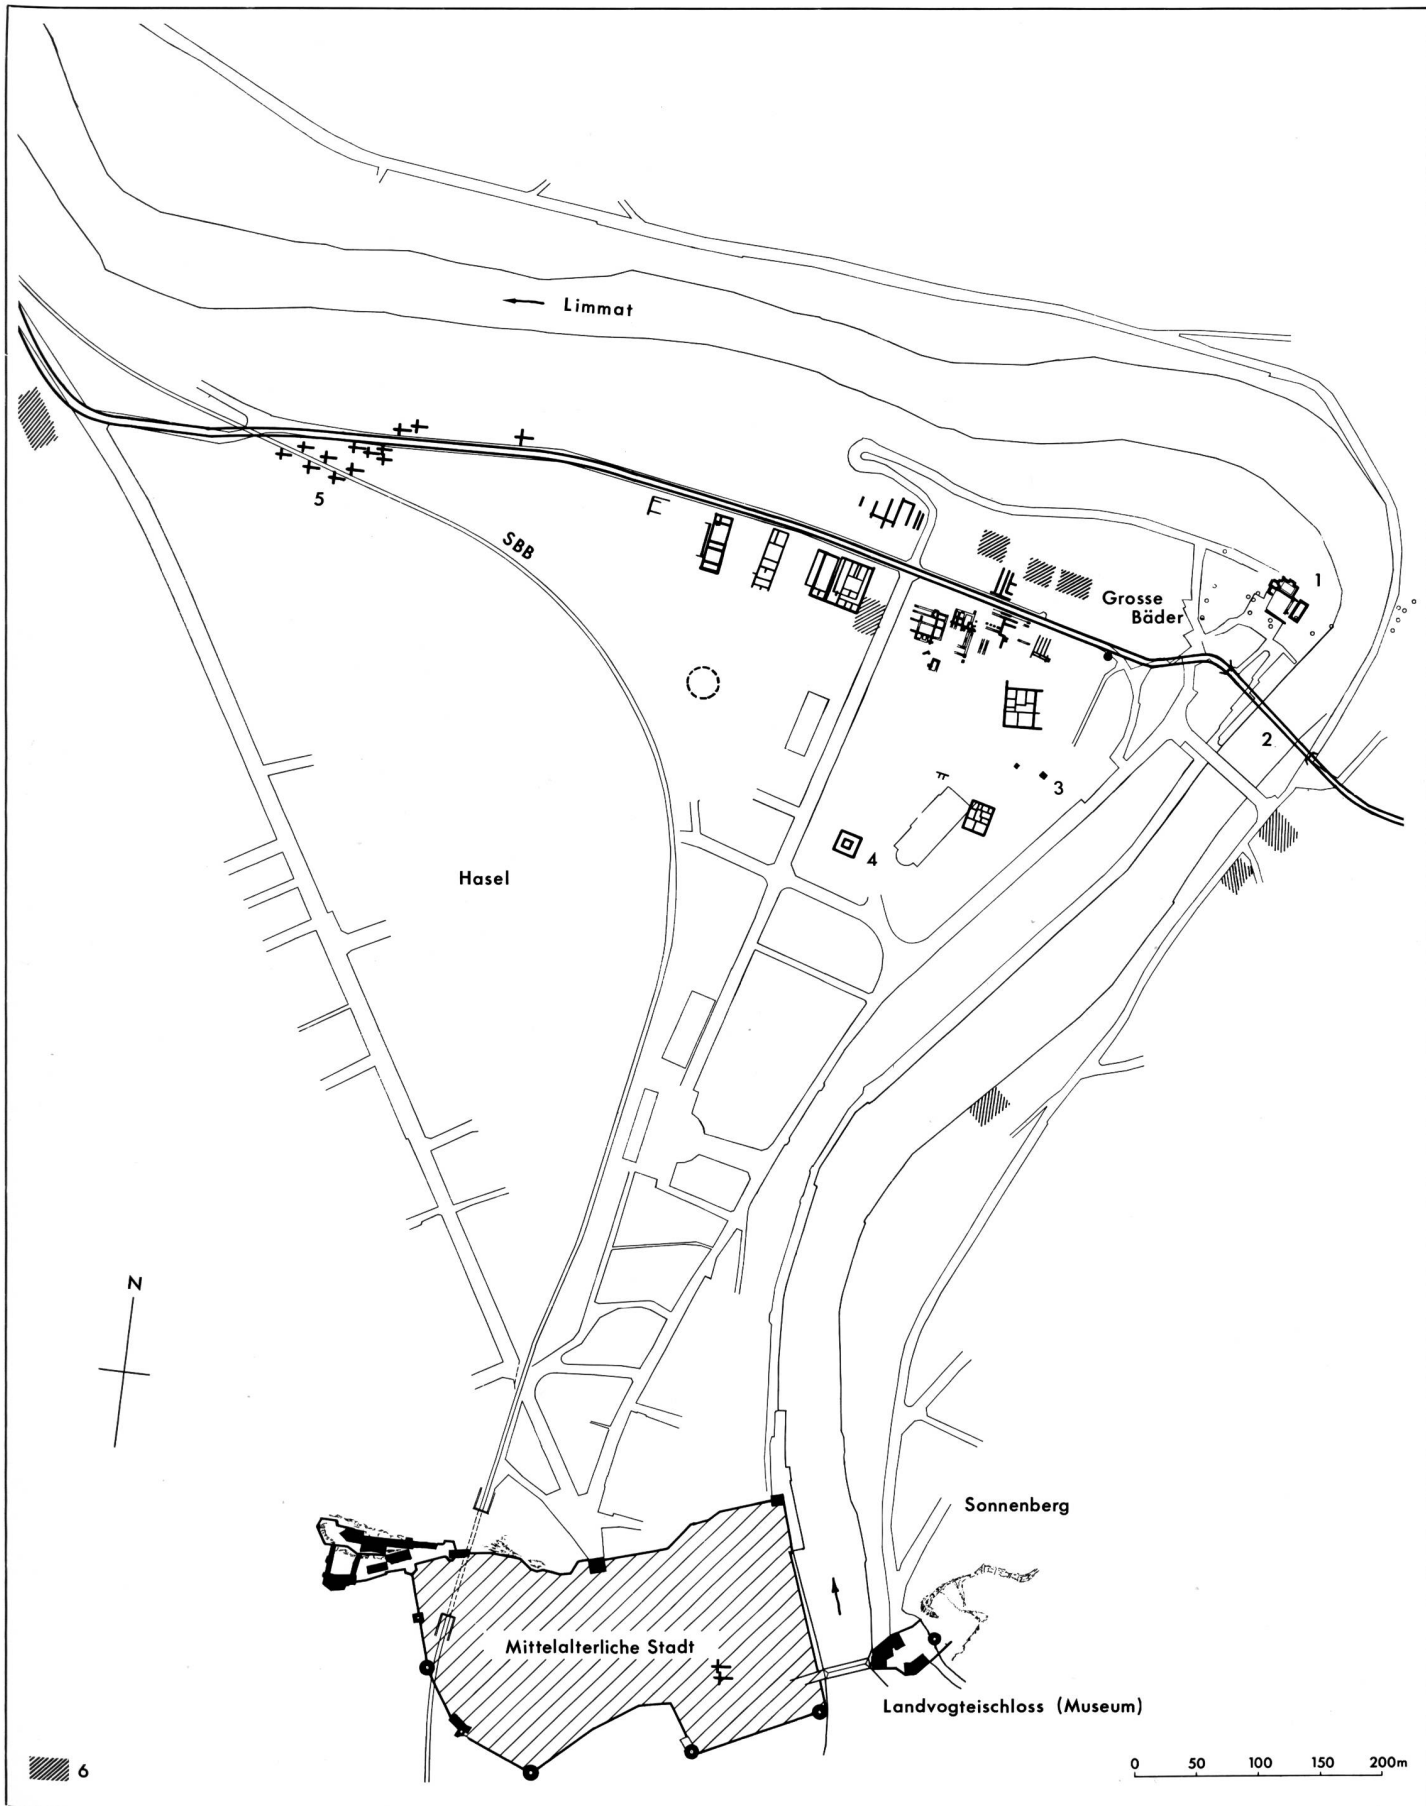 Limmat
5
SBB
1
Grosse
Bäder
2
3
4
Hasel
N
Sonnenberg
Mittelalterliche Stadt
Landvogteischloss (Museum)
6
0 50 100 150 200m